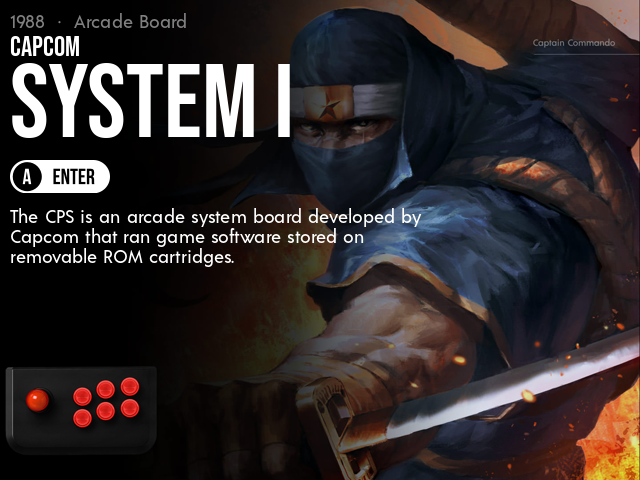 1988 · Arcade Board
CAPCOM
SYSTEM I
Captain Commando
A ENTER
The CPS is an arcade system board developed by
Capcom that ran game software stored on
removable ROM cartridges.